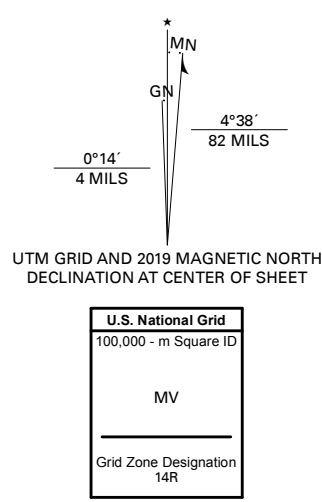 ★
MN
GN
4°38´
82 MILS
0°14´
4 MILS
UTM GRID AND 2019 MAGNETIC NORTH
DECLINATION AT CENTER OF SHEET
U.S. National Grid
100,000 - m Square ID
MV
Grid Zone Designation
14R